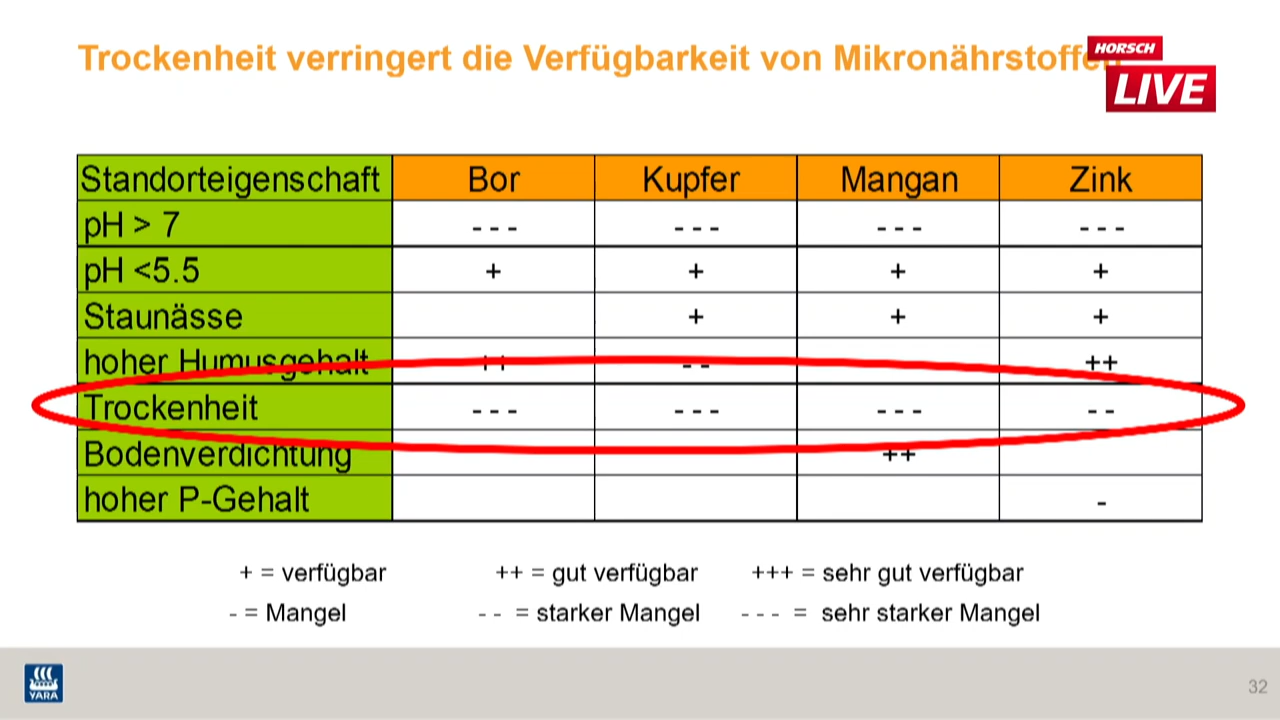 Trockenheit verringert die Verfügbarkeit von Mikronährstoffen
HORSCH
LIVE
Standorteigenschaft Bor Kupfer Mangan Zink
pH > 7 - - - - - - - - - - - -
pH <5.5 + + + +
Staunässe + + +
hoher Humusgehalt ++ - - ++
Trockenheit - - - - - - - - - - -
Bodenverdichtung ++
hoher P-Gehalt -
+ = verfügbar ++ = gut verfügbar +++ = sehr gut verfügbar
- = Mangel - - = starker Mangel - - - = sehr starker Mangel
YARA
32